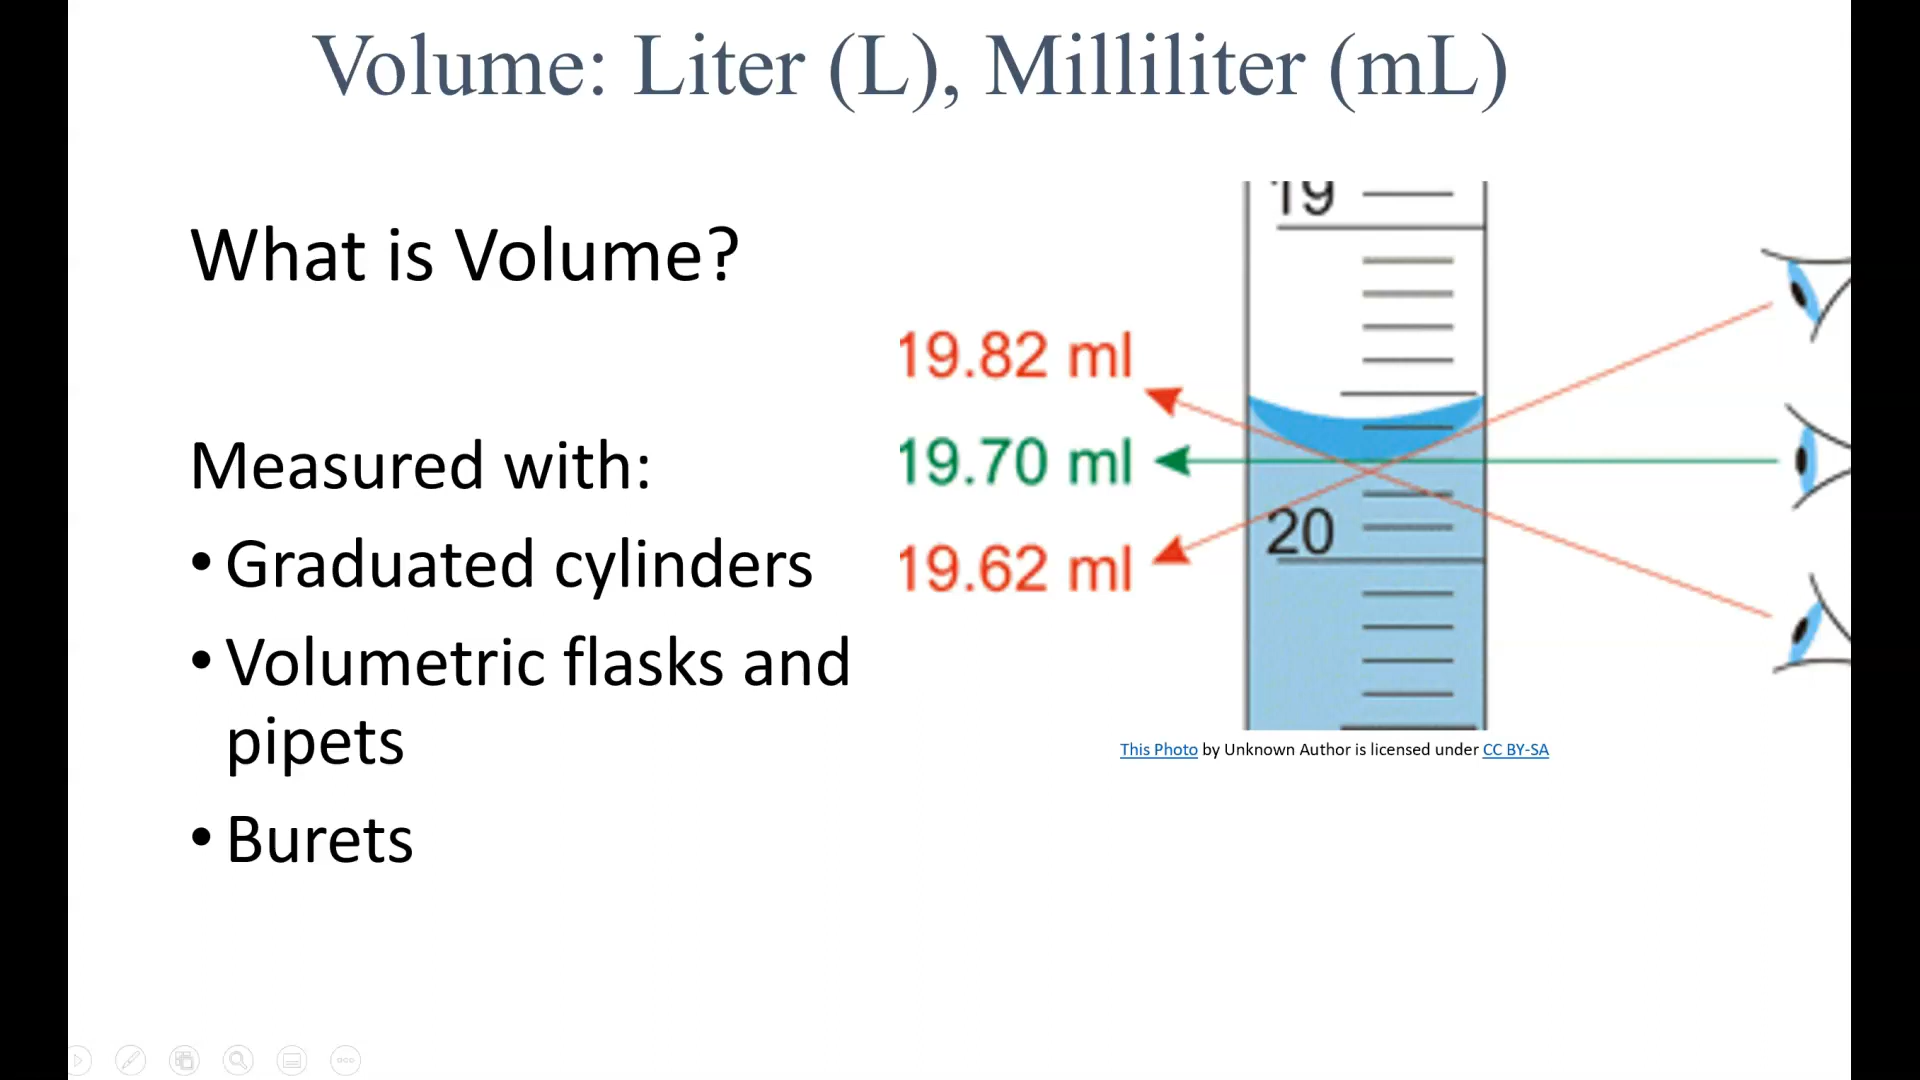 Volume: Liter (L), Milliliter (mL)
What is Volume?
Measured with:
• Graduated cylinders
• Volumetric flasks and
pipets
• Burets
19
19.82 ml
19.70 ml
20
19.62 ml
This Photo by Unknown Author is licensed under CC BY-SA